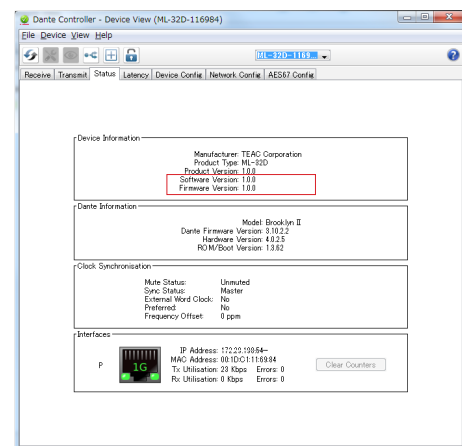 Dante Controller - Device View (ML-32D-116984)
File Device View Help
ML-32D-1169...
Receive Transmit Status Latency Device Config Network Config AES67 Config
Device Information
Manufacturer: TEAC Corporation
Product Type: ML-32D
Product Version: 1.0.0
Software Version: 1.0.0
Firmware Version: 1.0.0
Dante Information
Model: Brooklyn II
Dante Firmware Version: 3.10.2.2
Hardware Version: 4.0.2.5
ROM/Boot Version: 1.3.62
Clock Synchronisation
Mute Status: Unmuted
Sync Status: Master
External Word Clock: No
Preferred: No
Frequency Offset: 0 ppm
Interfaces
P
1G
IP Address:
MAC Address: 00:1D:C1:11:69:84
Tx Utilisation: 23 Kbps Errors: 0
Rx Utilisation: 0 Kbps Errors: 0
Clear Counters